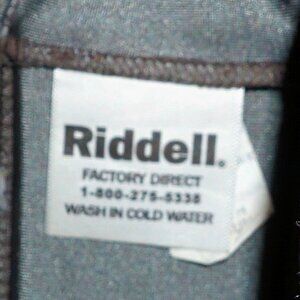 Riddell.
FACTORY DIRECT
1-800-275-5338
WASH IN COLD WATER